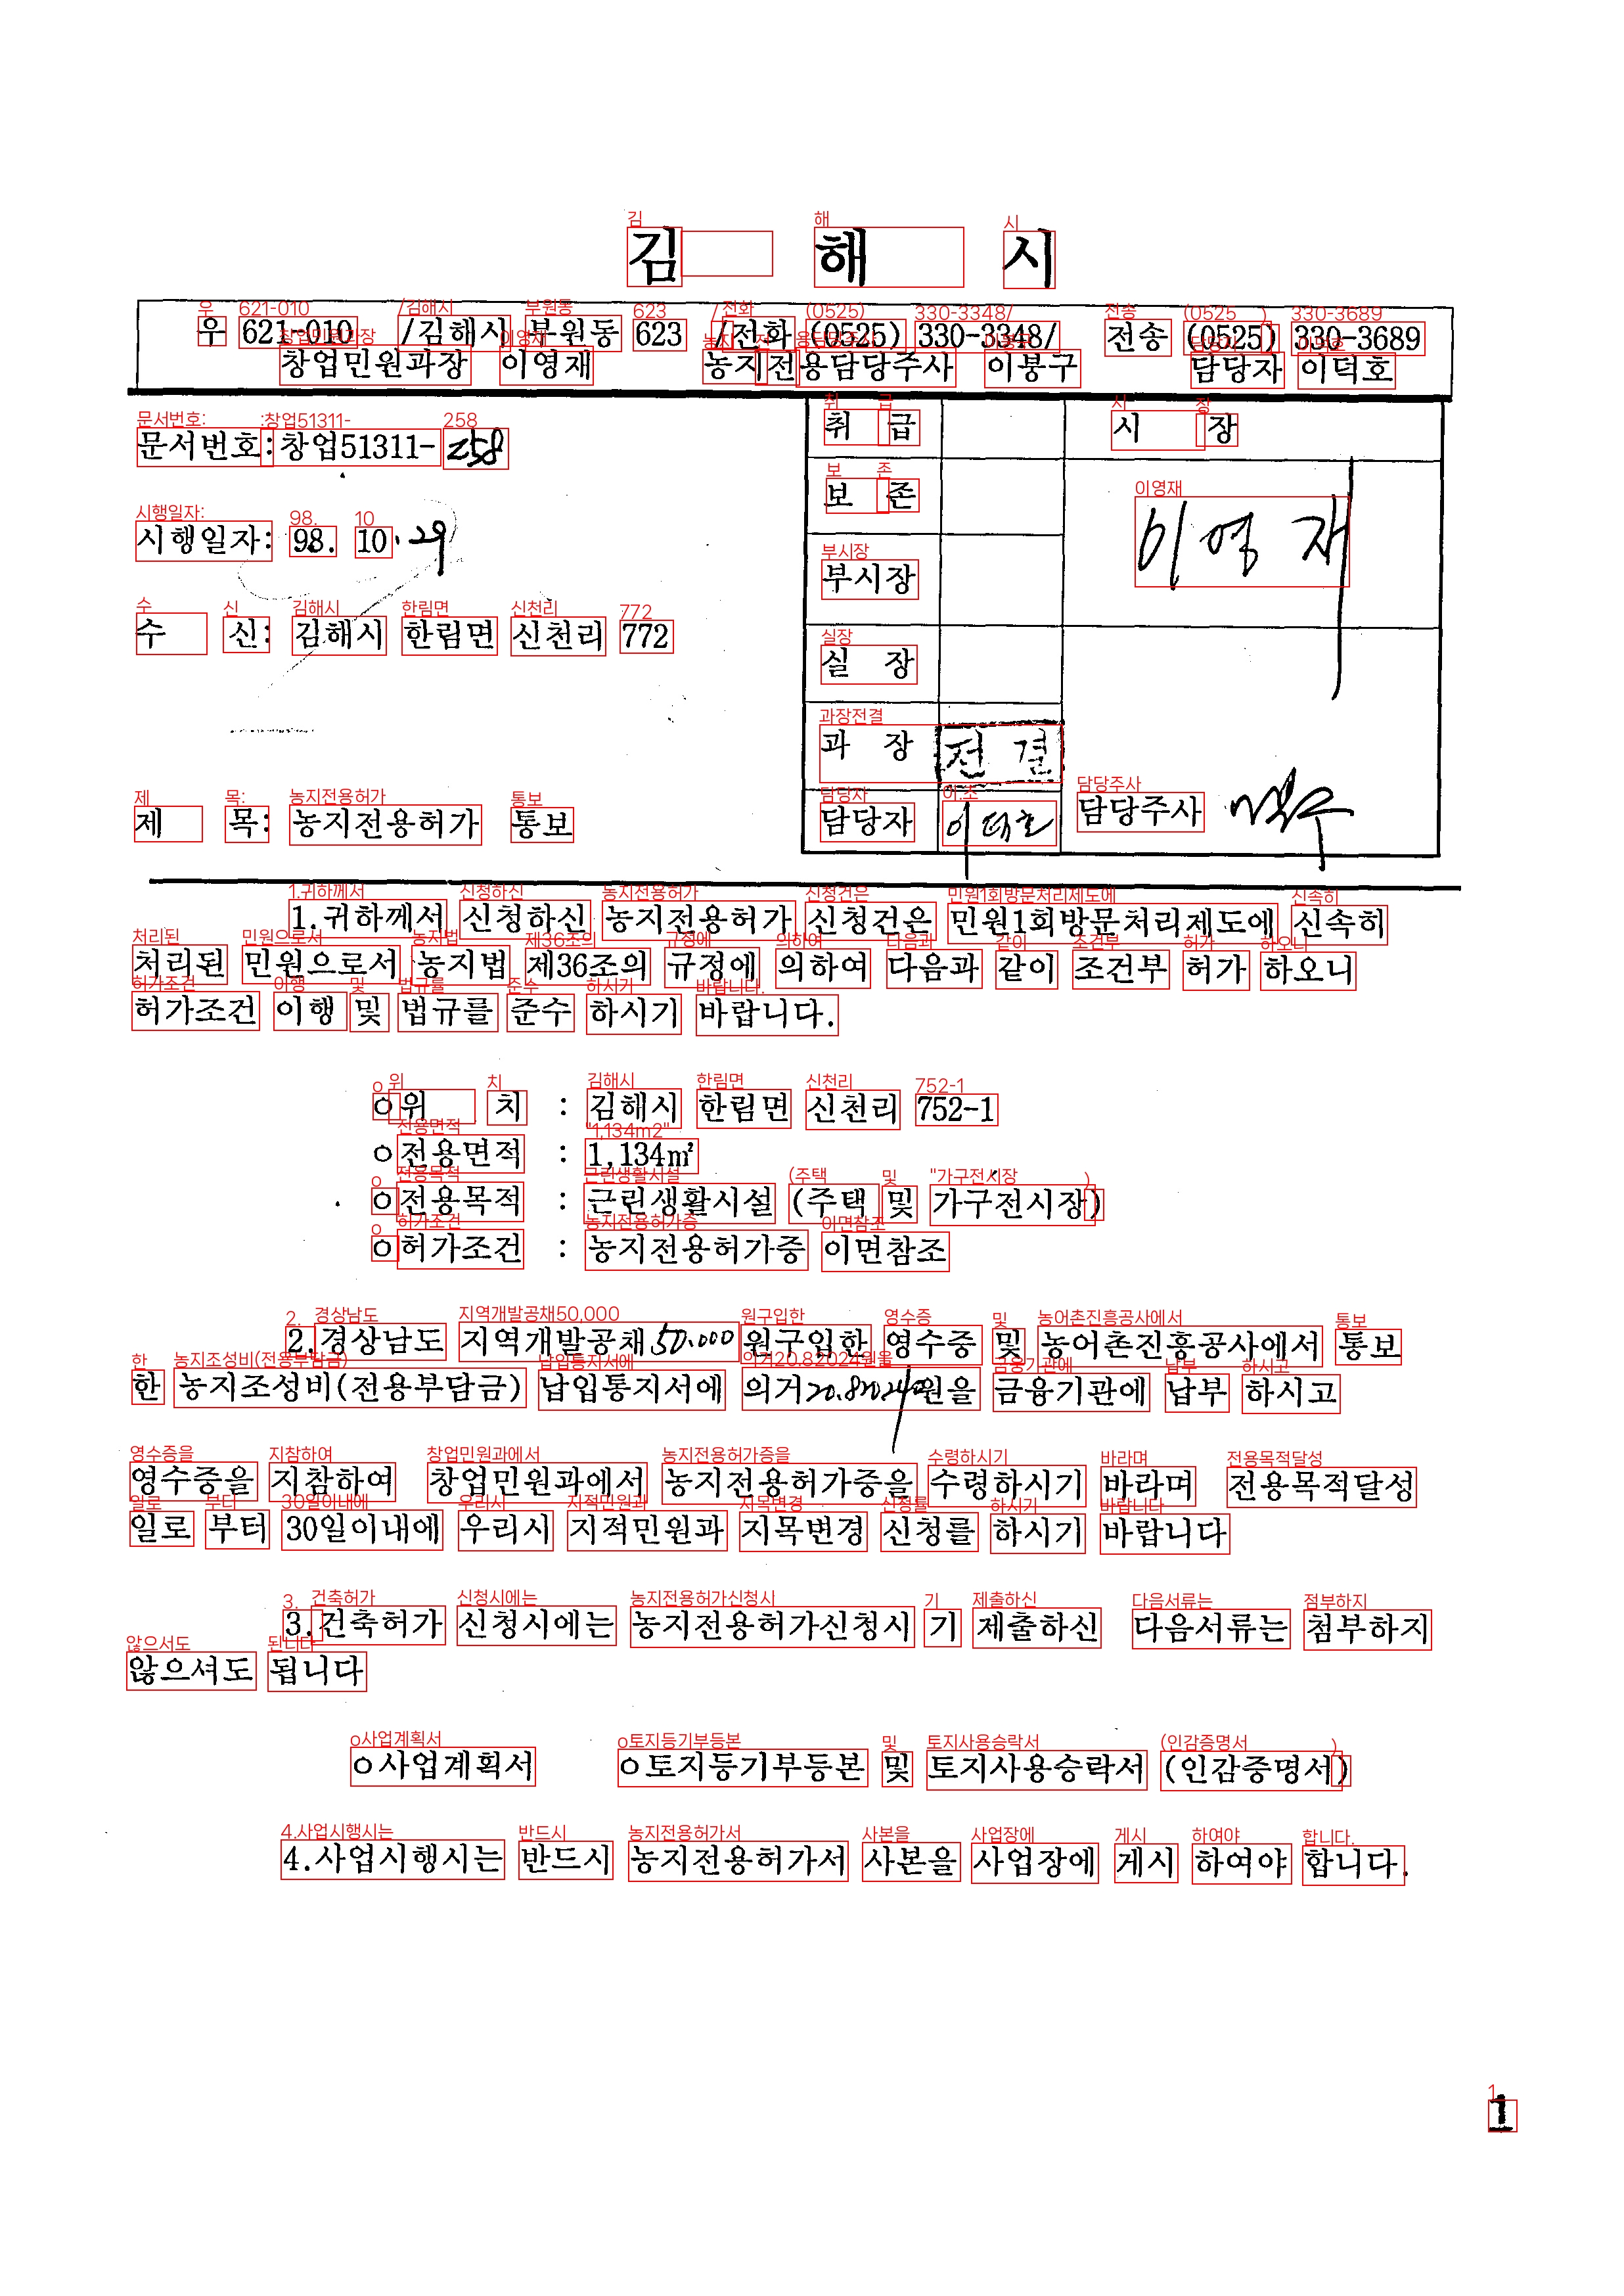 김 해 시
우 621-010 /김해시 부원동 623 /전화 (0525) 330-3348/ 전송 (0525) 330-3689
창업민원과장 이영재 농지전용담당주사 이봉구 담당자 이덕호
문서번호: 창업51311-258
시행일자: 98. 10. 29
수 신: 김해시 한림면 신천리 772
제 목: 농지전용허가 통보
취 급 시 장
보 존
이영재
부시장
실 장
과 장 전 결
담당자 이덕호 담당주사
1.귀하께서 신청하신 농지전용허가 신청건은 민원1회방문처리제도에 신속히
처리된 민원으로서 농지법 제36조의 규정에 의하여 다음과 같이 조건부 허가 하오니
허가조건 이행 및 법규를 준수 하시기 바랍니다.
o 위 치 : 김해시 한림면 신천리 752-1
o 전용면적 : 1,134㎡
o 전용목적 : 근린생활시설 (주택 및 가구전시장)
o 허가조건 : 농지전용허가증 이면참조
2.경상남도 지역개발공채 50.000원구입한 영수증 및 농어촌진흥공사에서 통보
한 농지조성비(전용부담금) 납입통지서에 의거 원을 금융기관에 납부 하시고
영수증을 지참하여 창업민원과에서 농지전용허가증을 수령하시기 바라며 전용목적달성
일로 부터 30일이내에 우리시 지적민원과 지목변경 신청를 하시기 바랍니다
3.건축허가 신청시에는 농지전용허가신청시 기 제출하신 다음서류는 첨부하지
않으셔도 됩니다
o 사업계획서 o 토지등기부등본 및 토지사용승락서 (인감증명서)
4.사업시행시는 반드시 농지전용허가서 사본을 사업장에 게시 하여야 합니다.
1